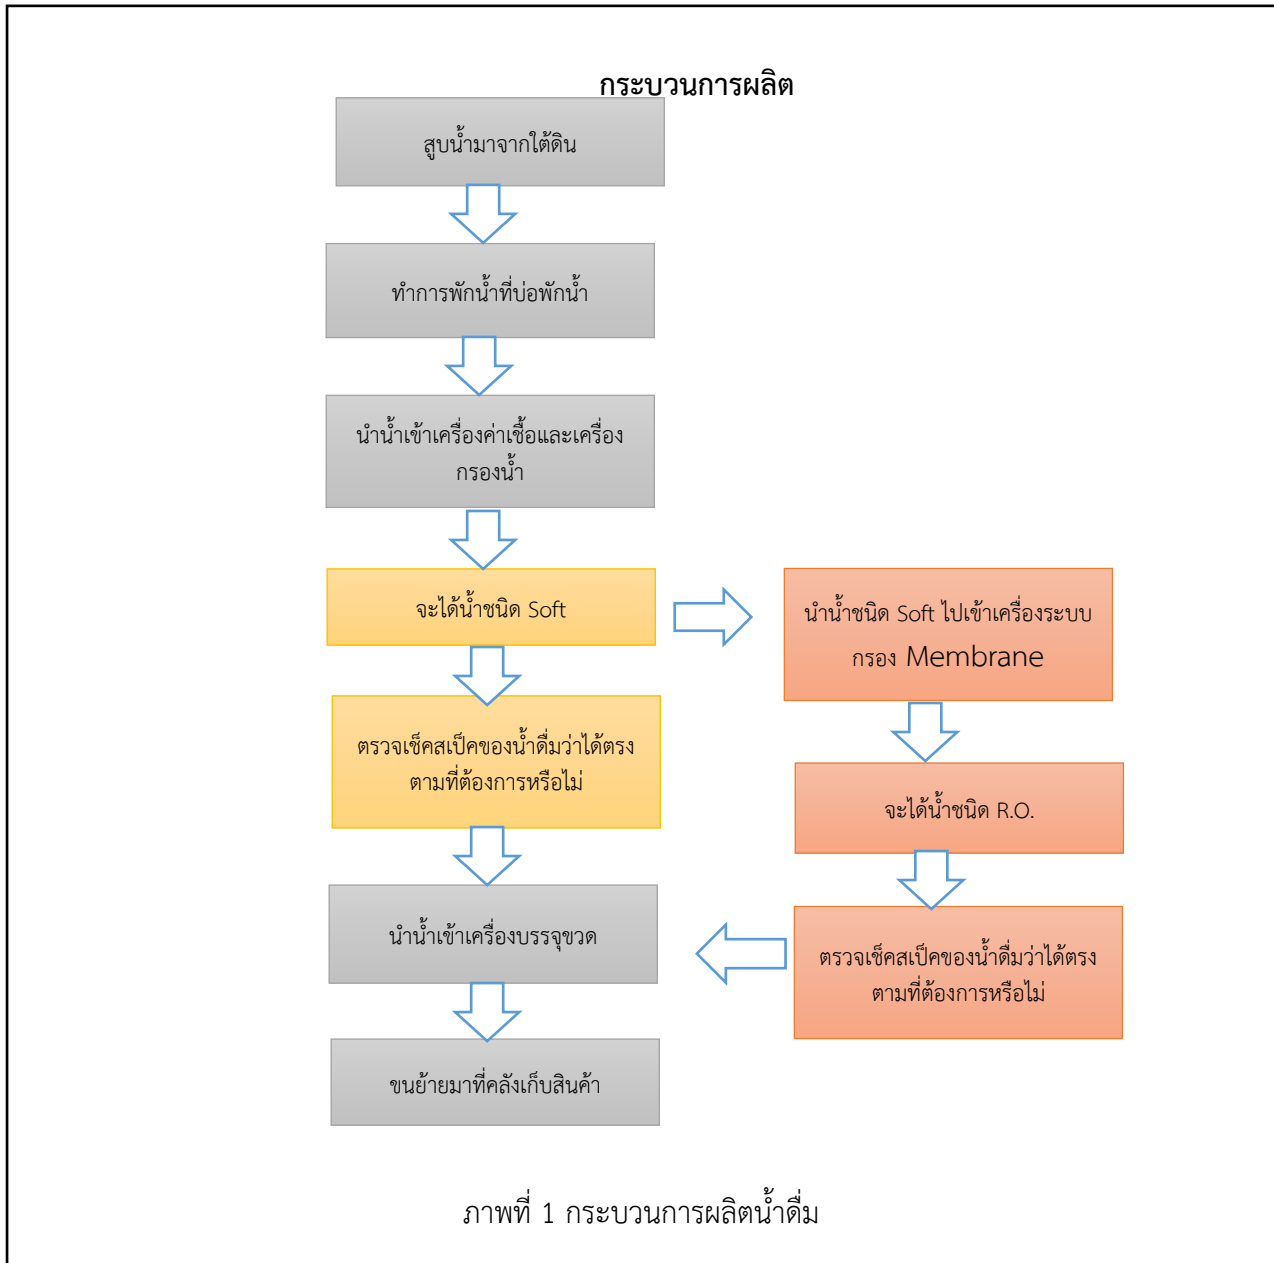 กระบวนการผลิต
สูบน้ำมาจากใต้ดิน
ทำการพักน้ำที่บ่อพักน้ำ
นำน้ำเข้าเครื่องค่าเชื้อและเครื่อง
กรองน้ำ
จะได้น้ำชนิด Soft
ตรวจเช็คสเป็คของน้ำดื่มว่าได้ตรง
ตามที่ต้องการหรือไม่
นำน้ำชนิด Soft ไปเข้าเครื่องระบบ
กรอง Membrane
จะได้น้ำชนิด R.O.
ตรวจเช็คสเป็คของน้ำดื่มว่าได้ตรง
ตามที่ต้องการหรือไม่
นำน้ำเข้าเครื่องบรรจุขวด
ขนย้ายมาที่คลังเก็บสินค้า
ภาพที่ 1 กระบวนการผลิตน้ำดื่ม